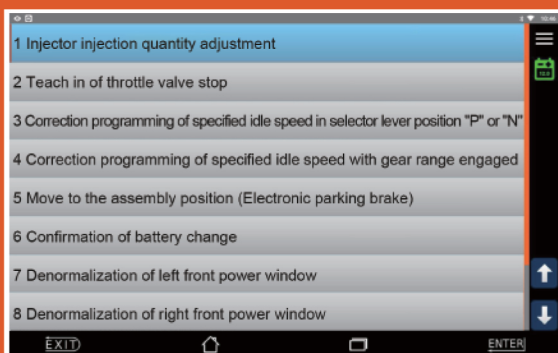 1 Injector injection quantity adjustment
2 Teach in of throttle valve stop
3 Correction programming of specified idle speed in selector lever position "P" or "N"
4 Correction programming of specified idle speed with gear range engaged
5 Move to the assembly position (Electronic parking brake)
6 Confirmation of battery change
7 Denormalization of left front power window
8 Denormalization of right front power window
EXIT ENTER